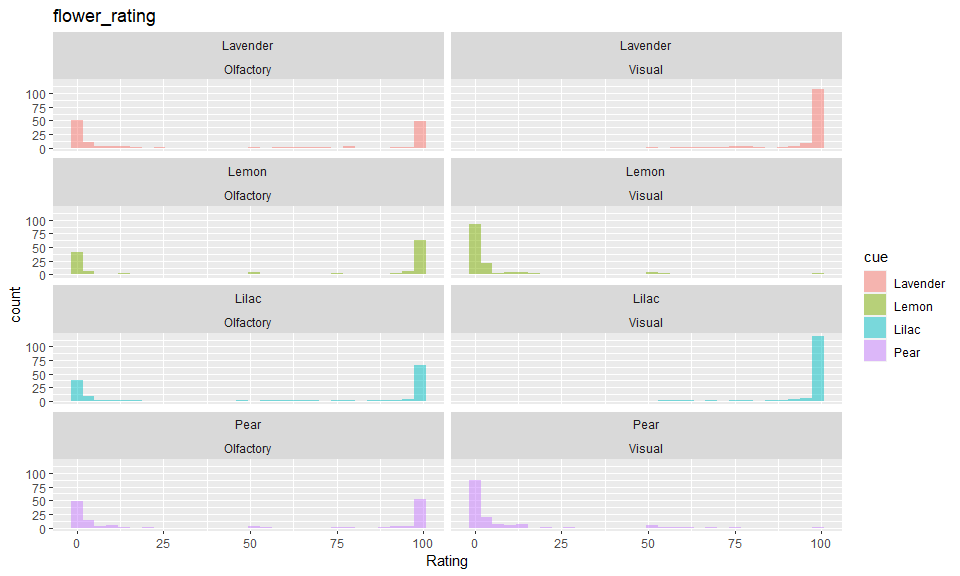 flower_rating
Lavender
Olfactory
Lavender
Visual
100
75
50
25
0
Lemon
Olfactory
Lemon
Visual
100
75
50
25
0
Lilac
Olfactory
Lilac
Visual
100
75
50
25
0
Pear
Olfactory
Pear
Visual
100
75
50
25
0
0 25 50 75 100
0 25 50 75 100
Rating
count
cue
Lavender
Lemon
Lilac
Pear